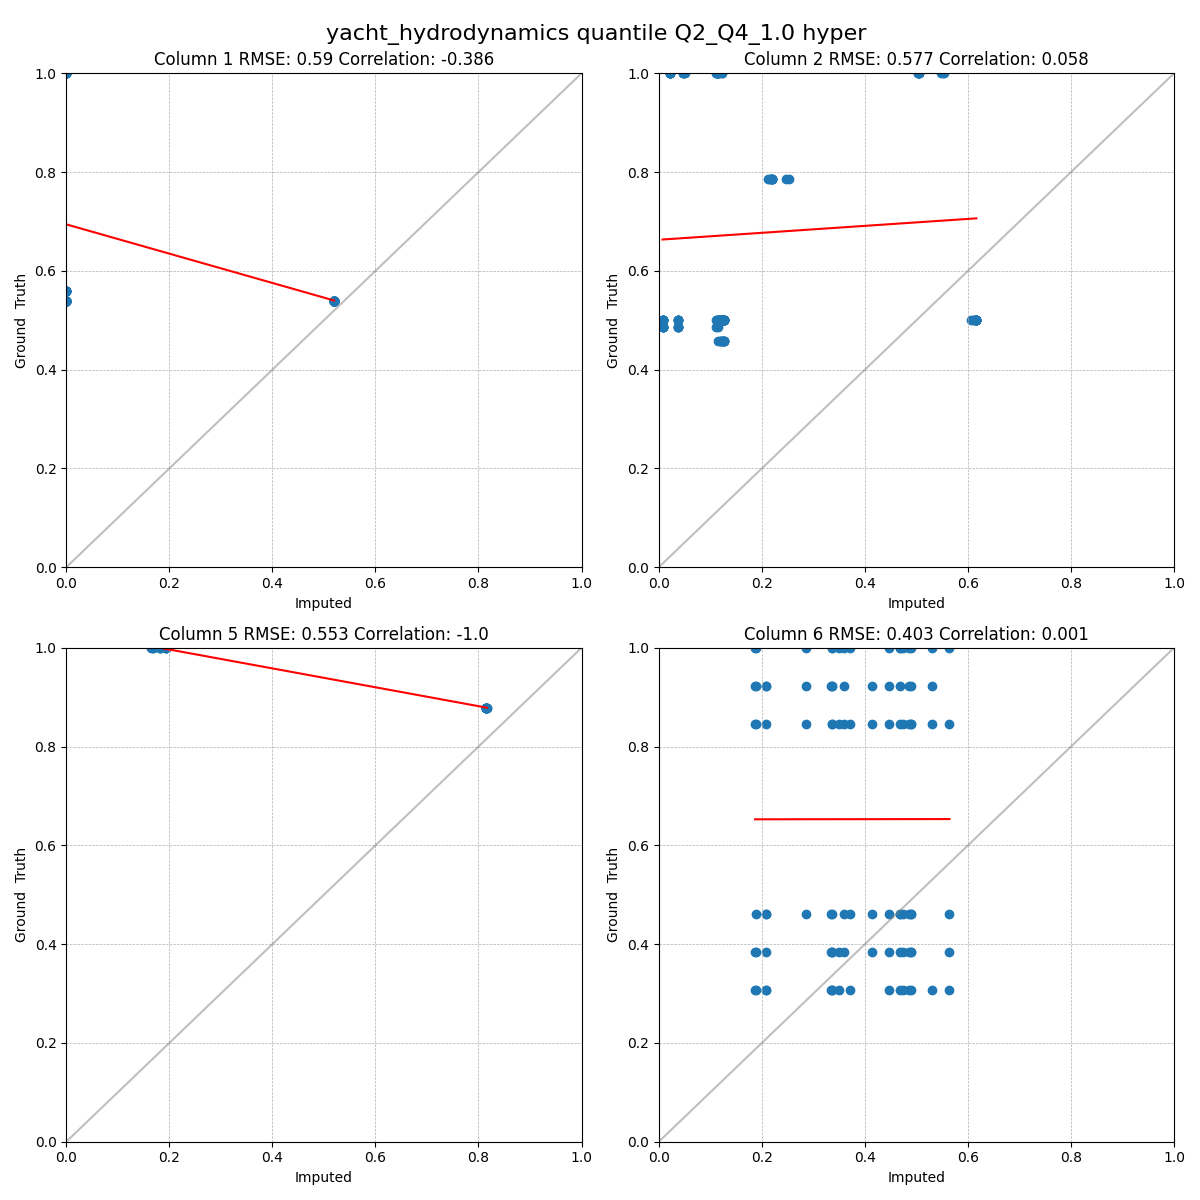 yacht_hydrodynamics quantile Q2_Q4_1.0 hyper
Column 1 RMSE: 0.59 Correlation: -0.386
1.0
0.8
0.6
0.4
0.2
0.0
Ground Truth
0.0 0.2 0.4 0.6 0.8 1.0
Imputed
Column 2 RMSE: 0.577 Correlation: 0.058
1.0
0.8
0.6
0.4
0.2
0.0
Ground Truth
0.0 0.2 0.4 0.6 0.8 1.0
Imputed
Column 5 RMSE: 0.553 Correlation: -1.0
1.0
0.8
0.6
0.4
0.2
0.0
Ground Truth
0.0 0.2 0.4 0.6 0.8 1.0
Imputed
Column 6 RMSE: 0.403 Correlation: 0.001
1.0
0.8
0.6
0.4
0.2
0.0
Ground Truth
0.0 0.2 0.4 0.6 0.8 1.0
Imputed